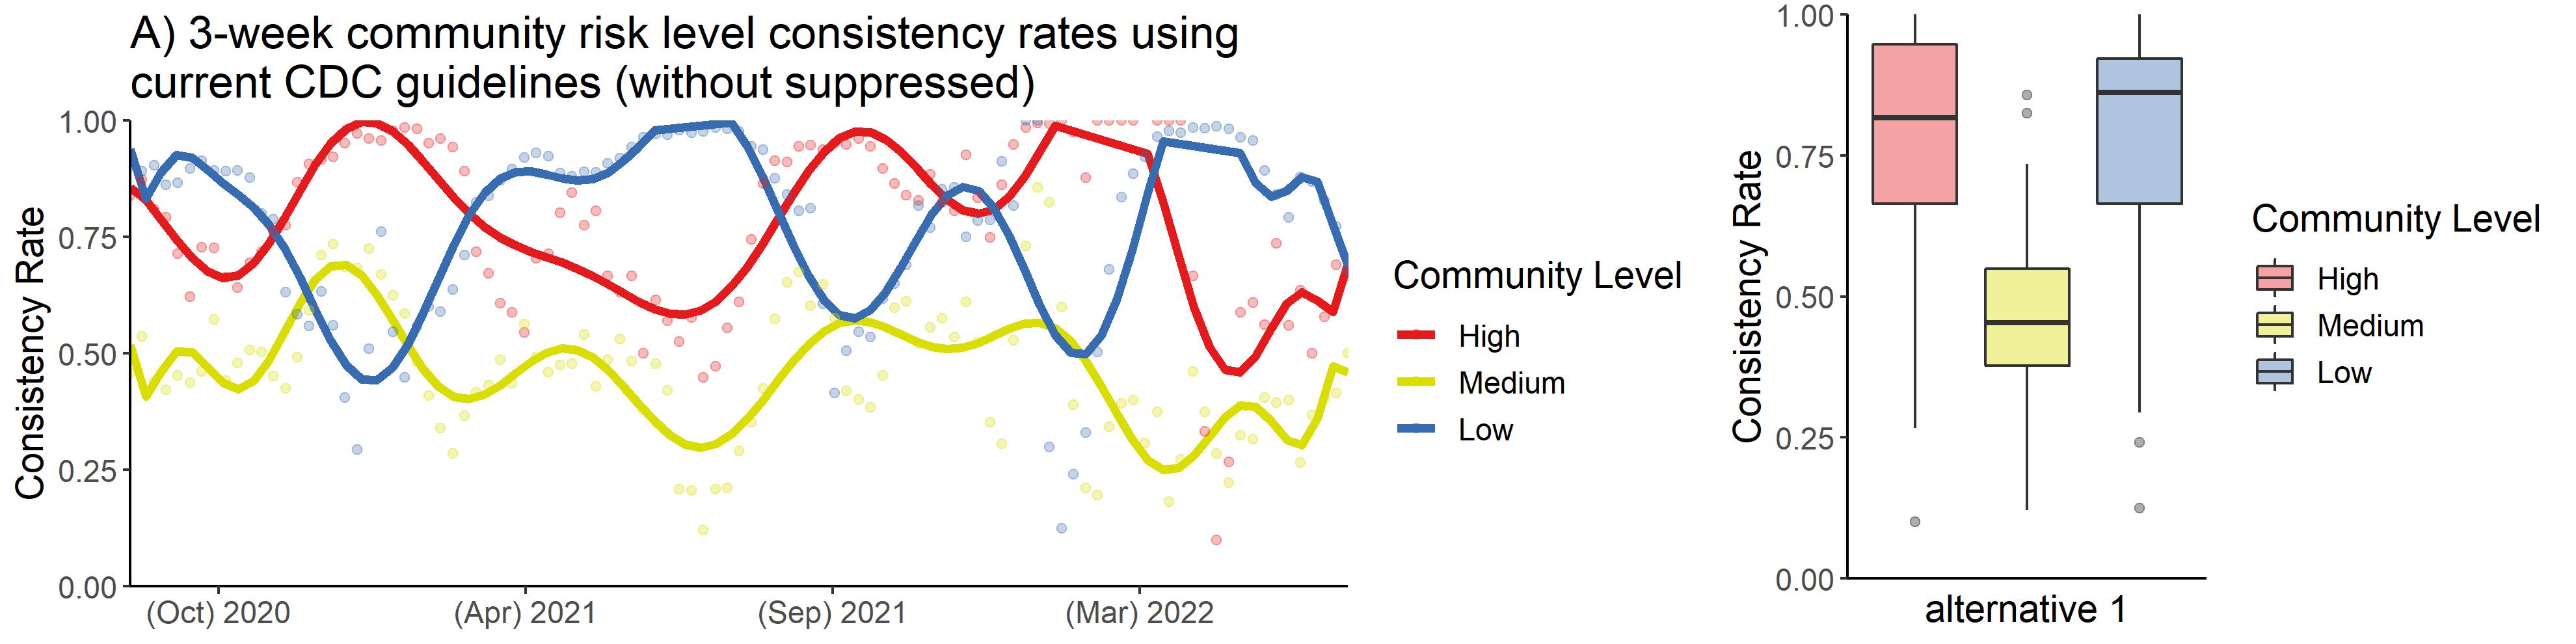 A) 3-week community risk level consistency rates using
current CDC guidelines (without suppressed)
Consistency Rate
1.00
0.75
0.50
0.25
0.00
(Oct) 2020
(Apr) 2021
(Sep) 2021
(Mar) 2022
Community Level
High
Medium
Low
Consistency Rate
1.00
0.75
0.50
0.25
0.00
alternative 1
Community Level
High
Medium
Low